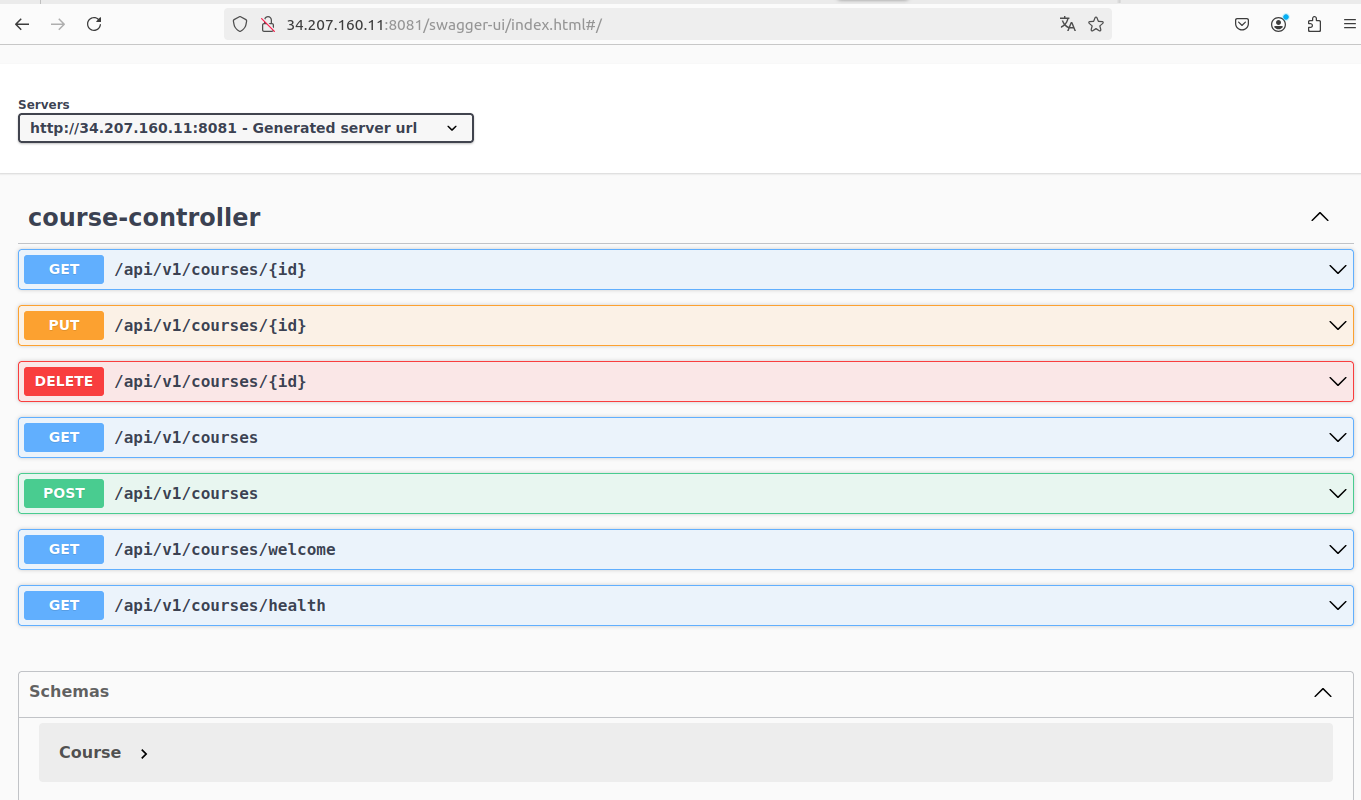 34.207.160.11:8081/swagger-ui/index.html#/
Servers
http://34.207.160.11:8081 - Generated server url
course-controller
GET /api/v1/courses/{id}
PUT /api/v1/courses/{id}
DELETE /api/v1/courses/{id}
GET /api/v1/courses
POST /api/v1/courses
GET /api/v1/courses/welcome
GET /api/v1/courses/health
Schemas
Course